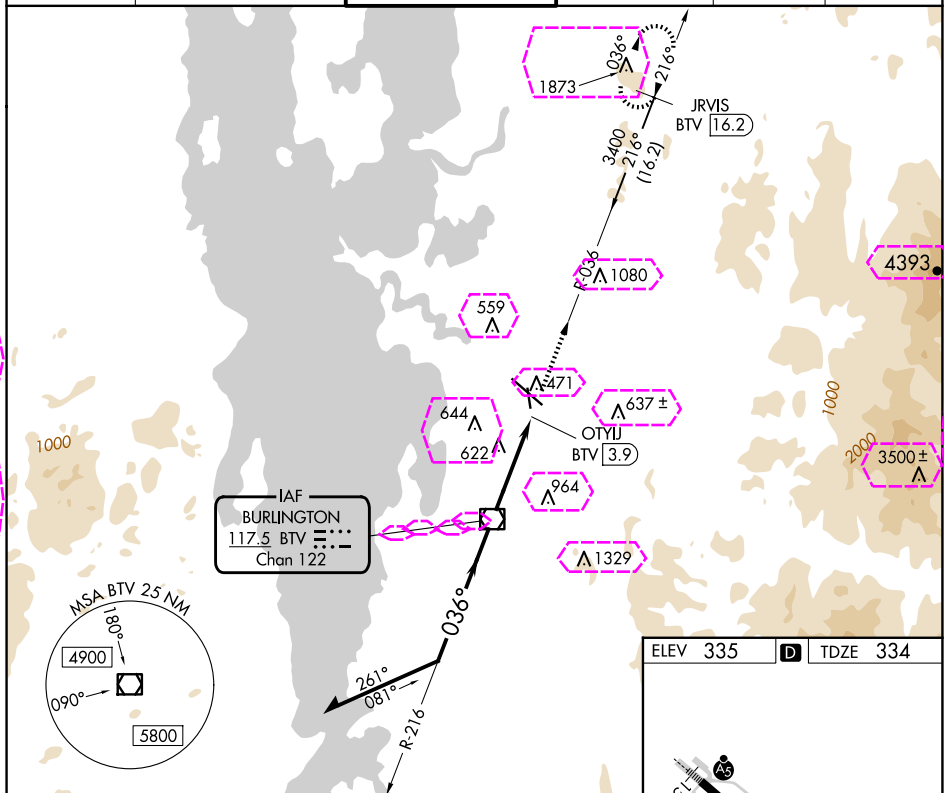 036°
216°
1873
JRVIS
BTV 16.2
3400
216°
(16.2)
R-036
1080
4393
559
471
644
637 ±
1000
OTYIJ
BTV 3.9
622
1000
2000
3500 ±
964
IAF
BURLINGTON
117.5 BTV
Chan 122
1329
036°
MSA BTV 25 NM
180°
4900
090°
5800
261°
081°
R-216
ELEV 335
D
TDZE 334
A5